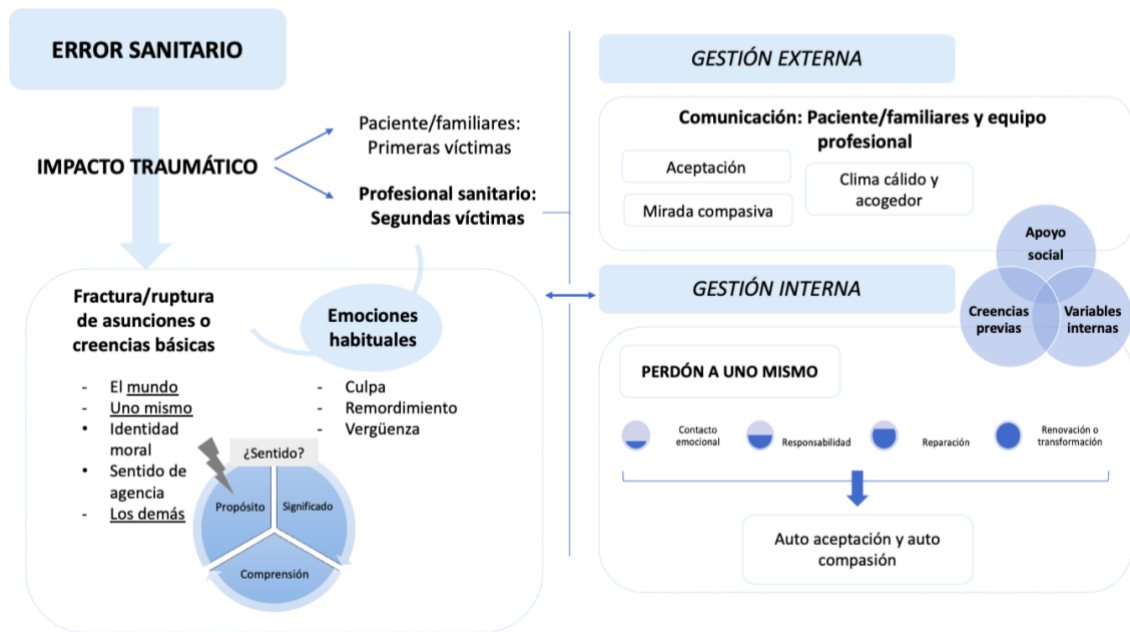 ERROR SANITARIO
IMPACTO TRAUMÁTICO
Paciente/familiares:
Primeras víctimas
Profesional sanitario:
Segundas víctimas
Fractura/ruptura
de asunciones o
creencias básicas
- El mundo
- Uno mismo
• Identidad
moral
• Sentido de
agencia
- Los demás
Emociones
habituales
- Culpa
- Remordimiento
- Vergüenza
¿Sentido?
Propósito
Significado
Comprensión
GESTIÓN EXTERNA
Comunicación: Paciente/familiares y equipo
profesional
Aceptación
Clima cálido y
acogedor
Mirada compasiva
Apoyo
social
Creencias
previas
Variables
internas
GESTIÓN INTERNA
PERDÓN A UNO MISMO
Contacto
emocional
Responsabilidad
Reparación
Renovación o
transformación
Auto aceptación y auto
compasión